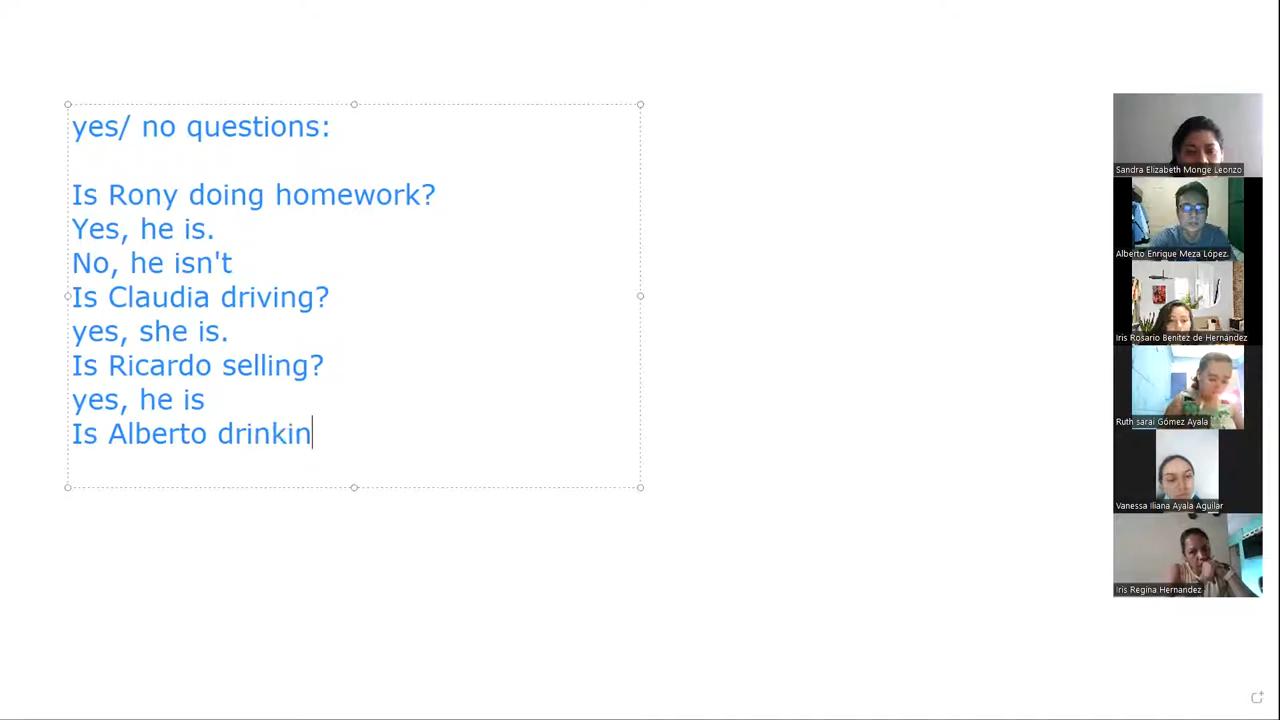 yes/ no questions:
Is Rony doing homework?
Yes, he is.
No, he isn't
Is Claudia driving?
yes, she is.
Is Ricardo selling?
yes, he is
Is Alberto drinkin
Sandra Elizabeth Monge Leonzo
Alberto Enrique Meza López.
Iris Rosario Benítez de Hernández
Ruth sarai Gómez Ayala
Vanessa Iliana Ayala Aguilar
Iris Regina Hernandez